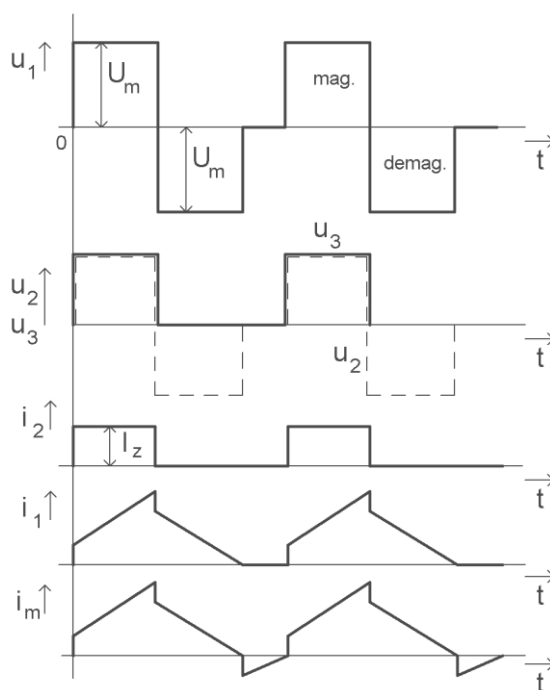 u1 ↑
Um
mag.
0
Um
demag.
t
u3
u2 ↑
u3
u2
t
i2 ↑
Iz
t
i1 ↑
t
im ↑
t